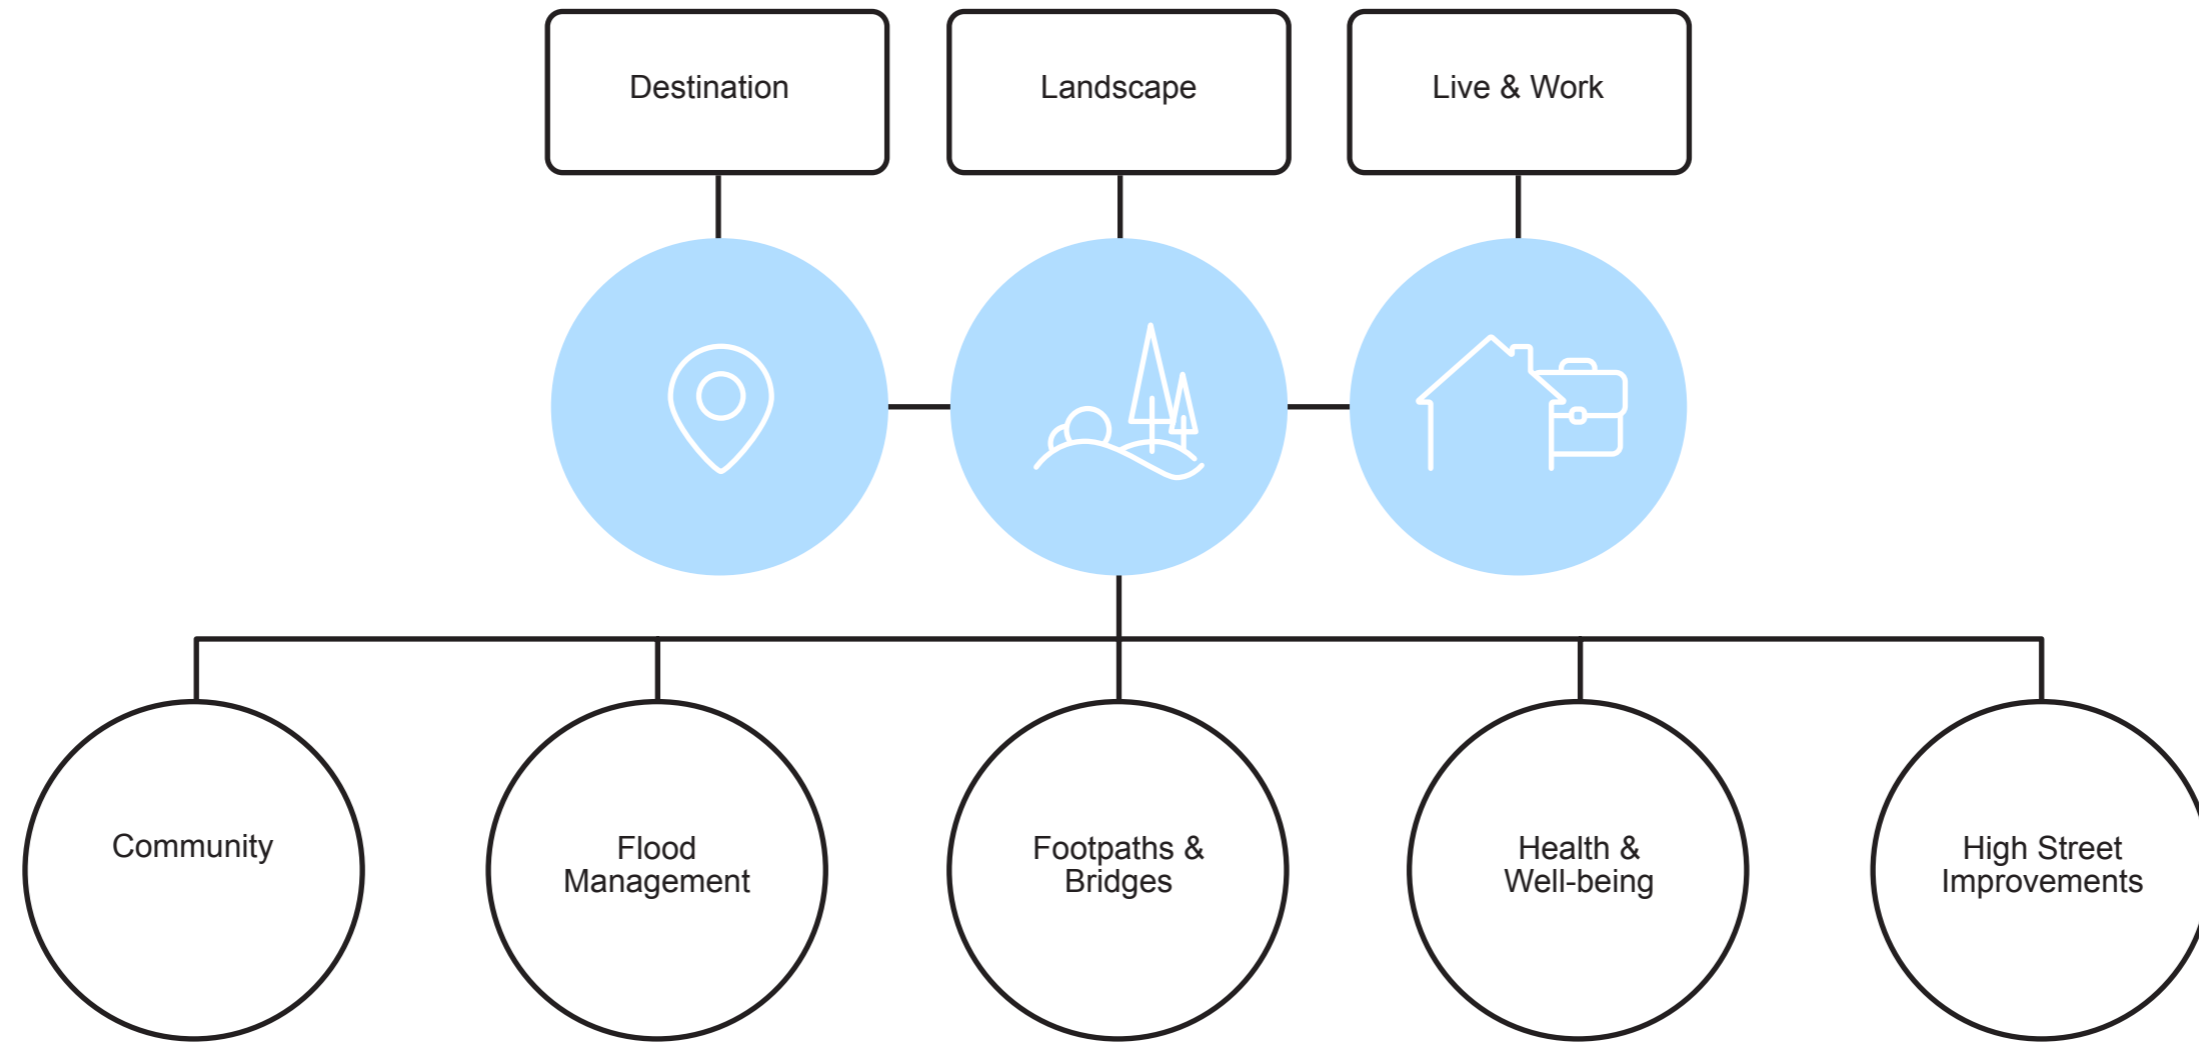 Destination
Landscape
Live & Work
Community
Flood
Management
Footpaths &
Bridges
Health &
Well-being
High Street
Improvements